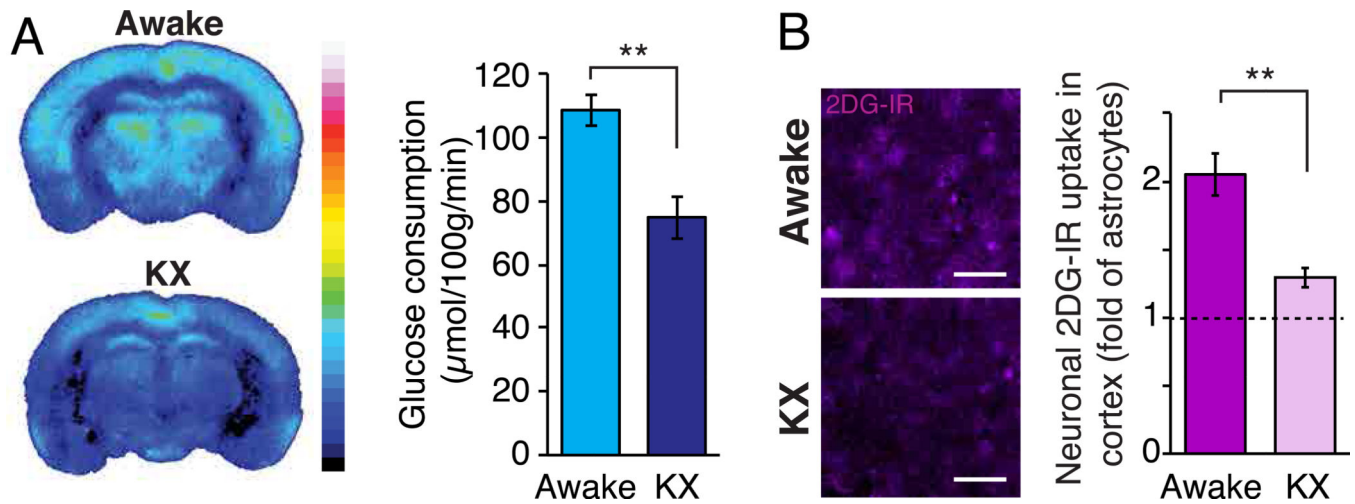 A
Awake
KX
Glucose consumption
(μmol/100g/min)
120
100
80
60
40
20
0
**
Awake
KX
B
Awake
2DG-IR
KX
Neuronal 2DG-IR uptake in
cortex (fold of astrocytes)
2
1
0
**
Awake
KX